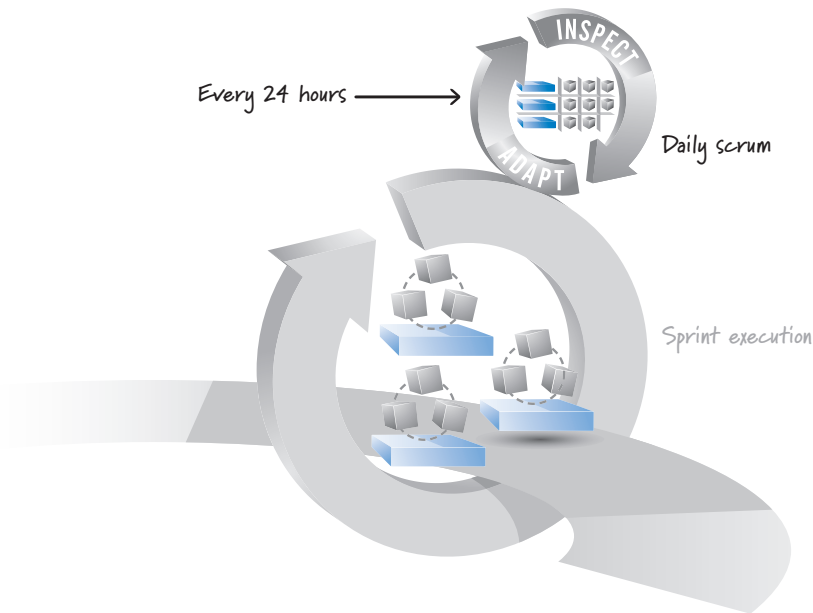 INSPECT
Every 24 hours
Daily scrum
ADAPT
Sprint execution